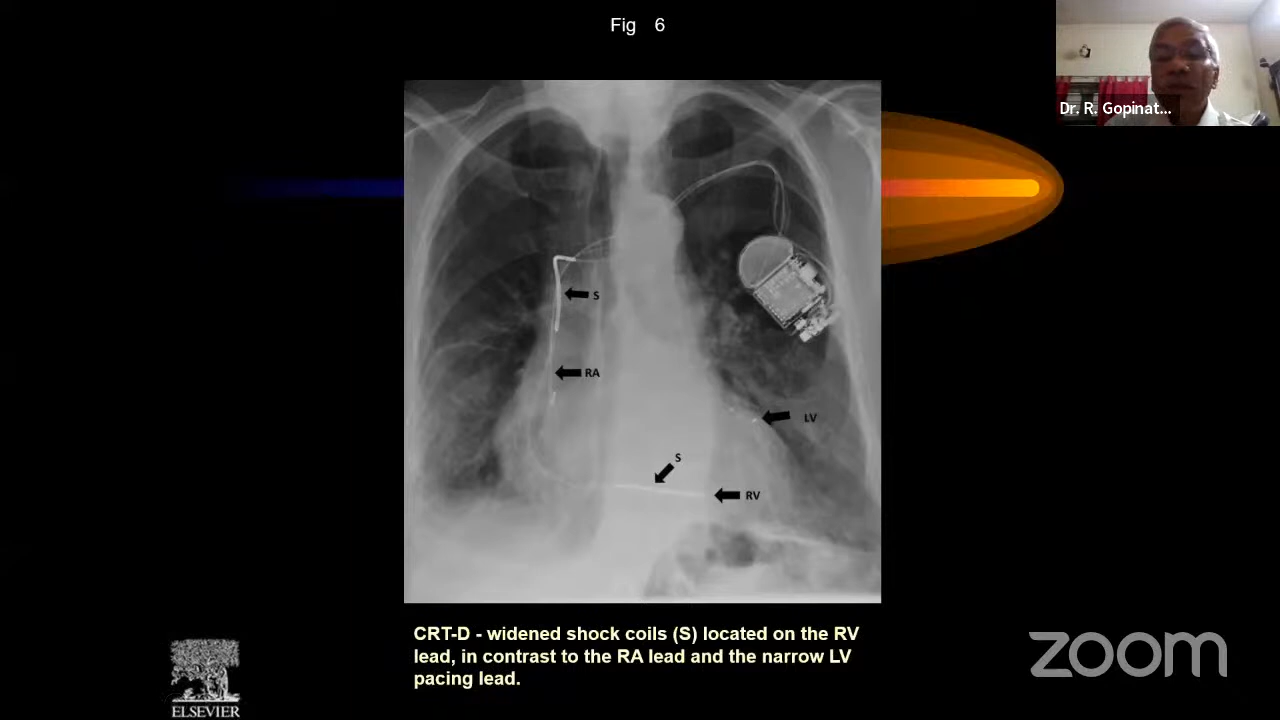 Fig 6
Dr. R. Gopinat...
S
RA
LV
S
RV
CRT-D - widened shock coils (S) located on the RV
lead, in contrast to the RA lead and the narrow LV
pacing lead.
ELSEVIER
zoom